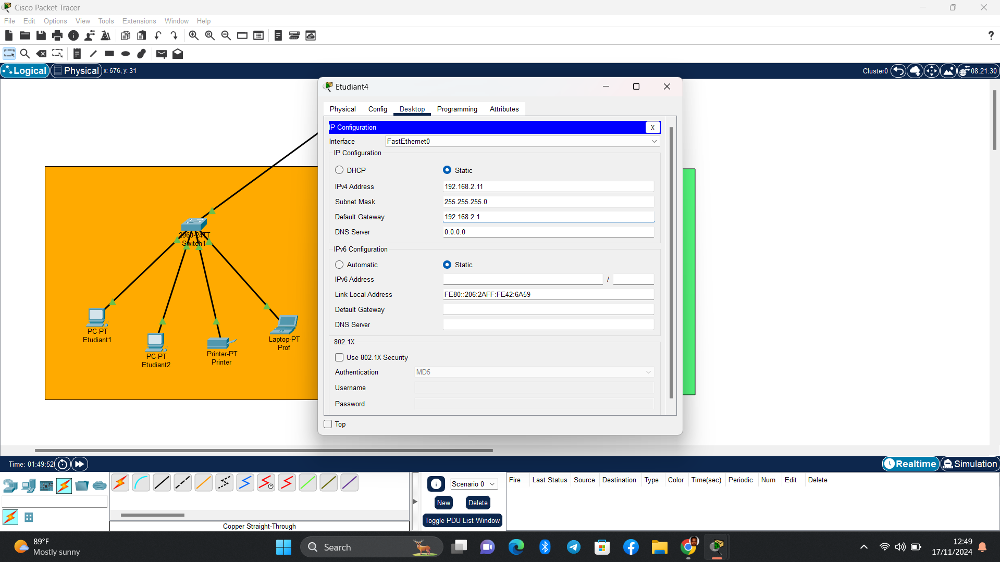 Cisco Packet Tracer
File Edit Options View Tools Extensions Window Help
?
Logical Physical x: 676, y: 31 Cluster0 08:21:30
Etudiant4
Physical Config Desktop Programming Attributes
IP Configuration X
Interface FastEthernet0
IP Configuration
DHCP Static
IPv4 Address 192.168.2.11
Subnet Mask 255.255.255.0
Default Gateway 192.168.2.1
DNS Server 0.0.0.0
IPv6 Configuration
Automatic Static
IPv6 Address /
Link Local Address FE80::206:2AFF:FE42:6A59
Default Gateway
DNS Server
802.1X
Use 802.1X Security
Authentication MD5
Username
Password
Top
2960-24TT
Switch1
PC-PT
Etudiant1
PC-PT
Etudiant2
Printer-PT
Printer
Laptop-PT
Prof
Time: 01:49:52 Realtime Simulation
Scenario 0
New Delete
Toggle PDU List Window
Fire Last Status Source Destination Type Color Time(sec) Periodic Num Edit Delete
Copper Straight-Through
89°F
Mostly sunny
Search
12:49
17/11/2024